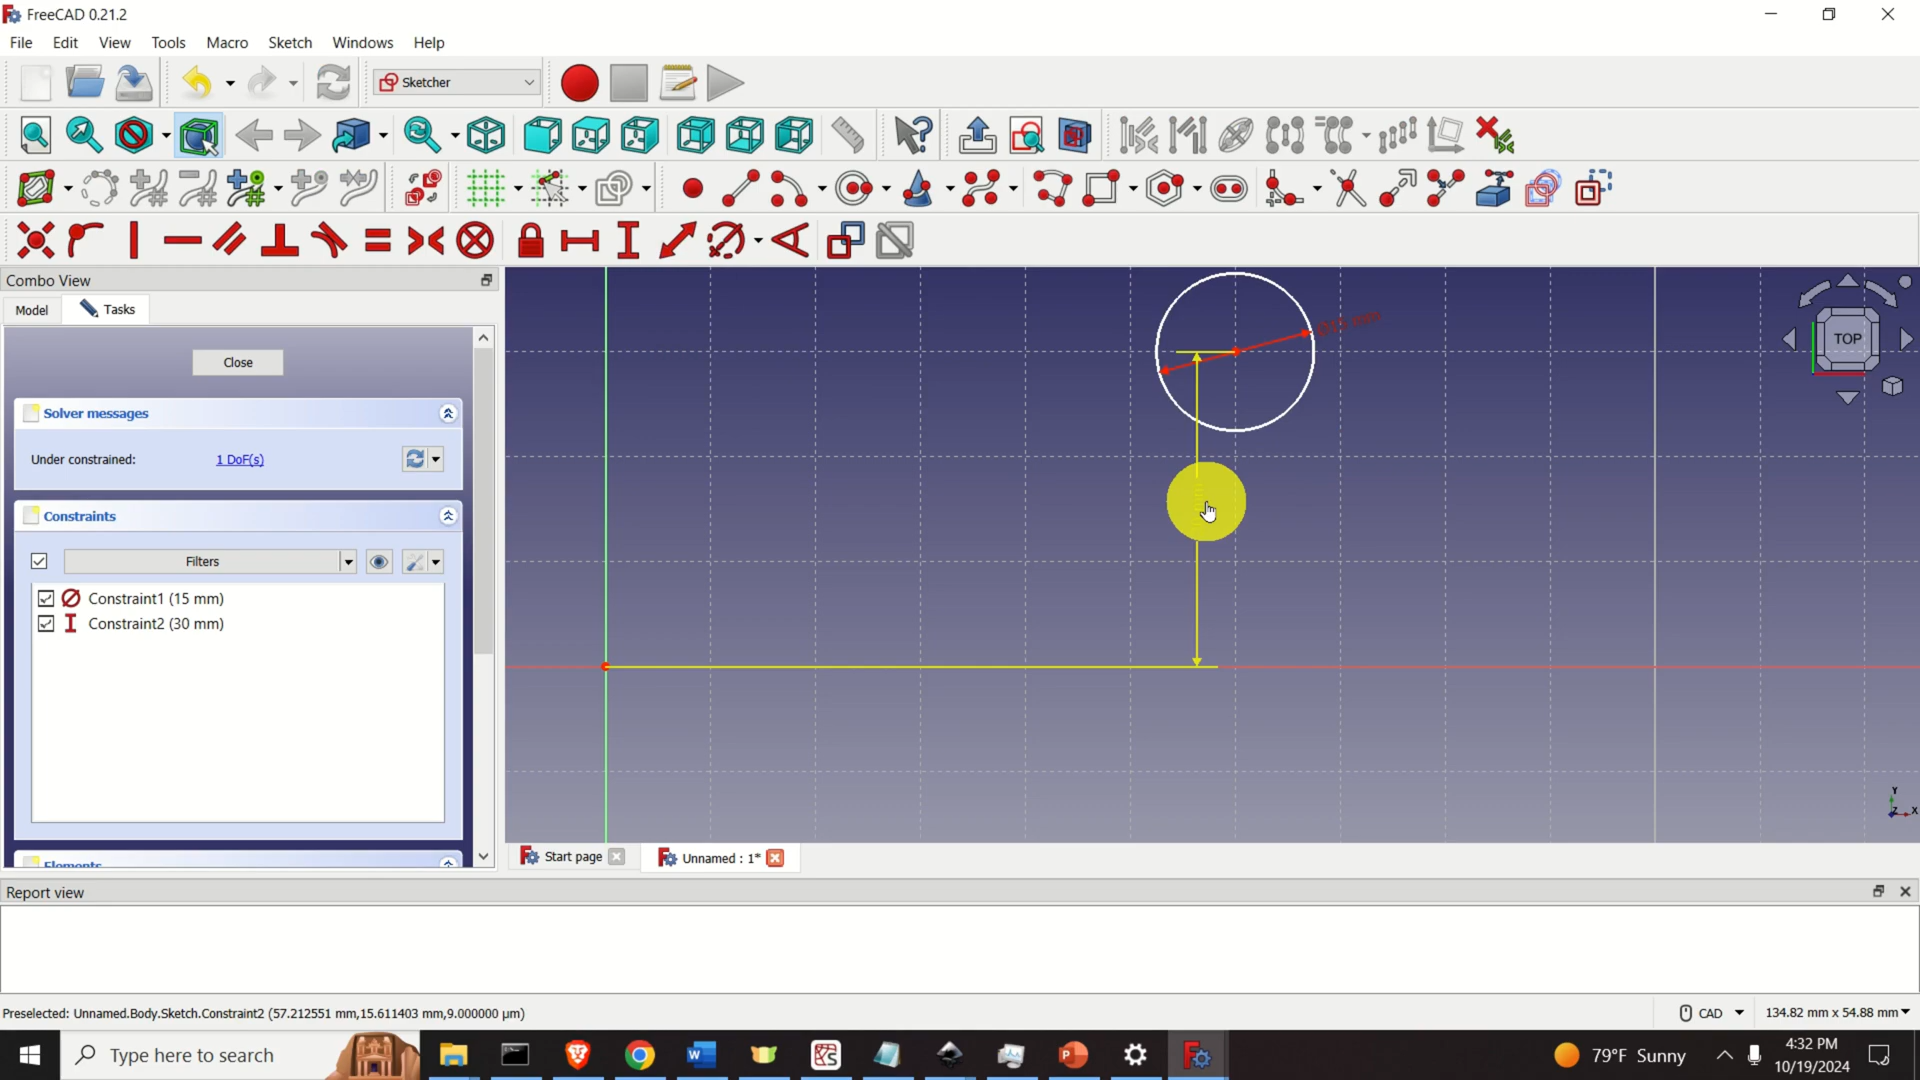 FreeCAD 0.21.2
File Edit View Tools Macro Sketch Windows Help
Sketcher
Combo View
Model Tasks
Close
Solver messages
Under constrained: 1 DoF(s)
Constraints
Filters
Constraint1 (15 mm)
Constraint2 (30 mm)
Elements
TOP
Y
Z X
Start page Unnamed : 1*
Report view
Preselected: Unnamed.Body.Sketch.Constraint2 (57.212551 mm,15.611403 mm,9.000000 µm)
CAD 134.82 mm x 54.88 mm
Type here to search
79°F Sunny
4:32 PM
10/19/2024